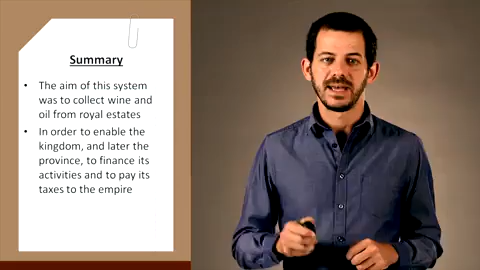 Summary
• The aim of this system
was to collect wine and
oil from royal estates
• In order to enable the
kingdom, and later the
province, to finance its
activities and to pay its
taxes to the empire